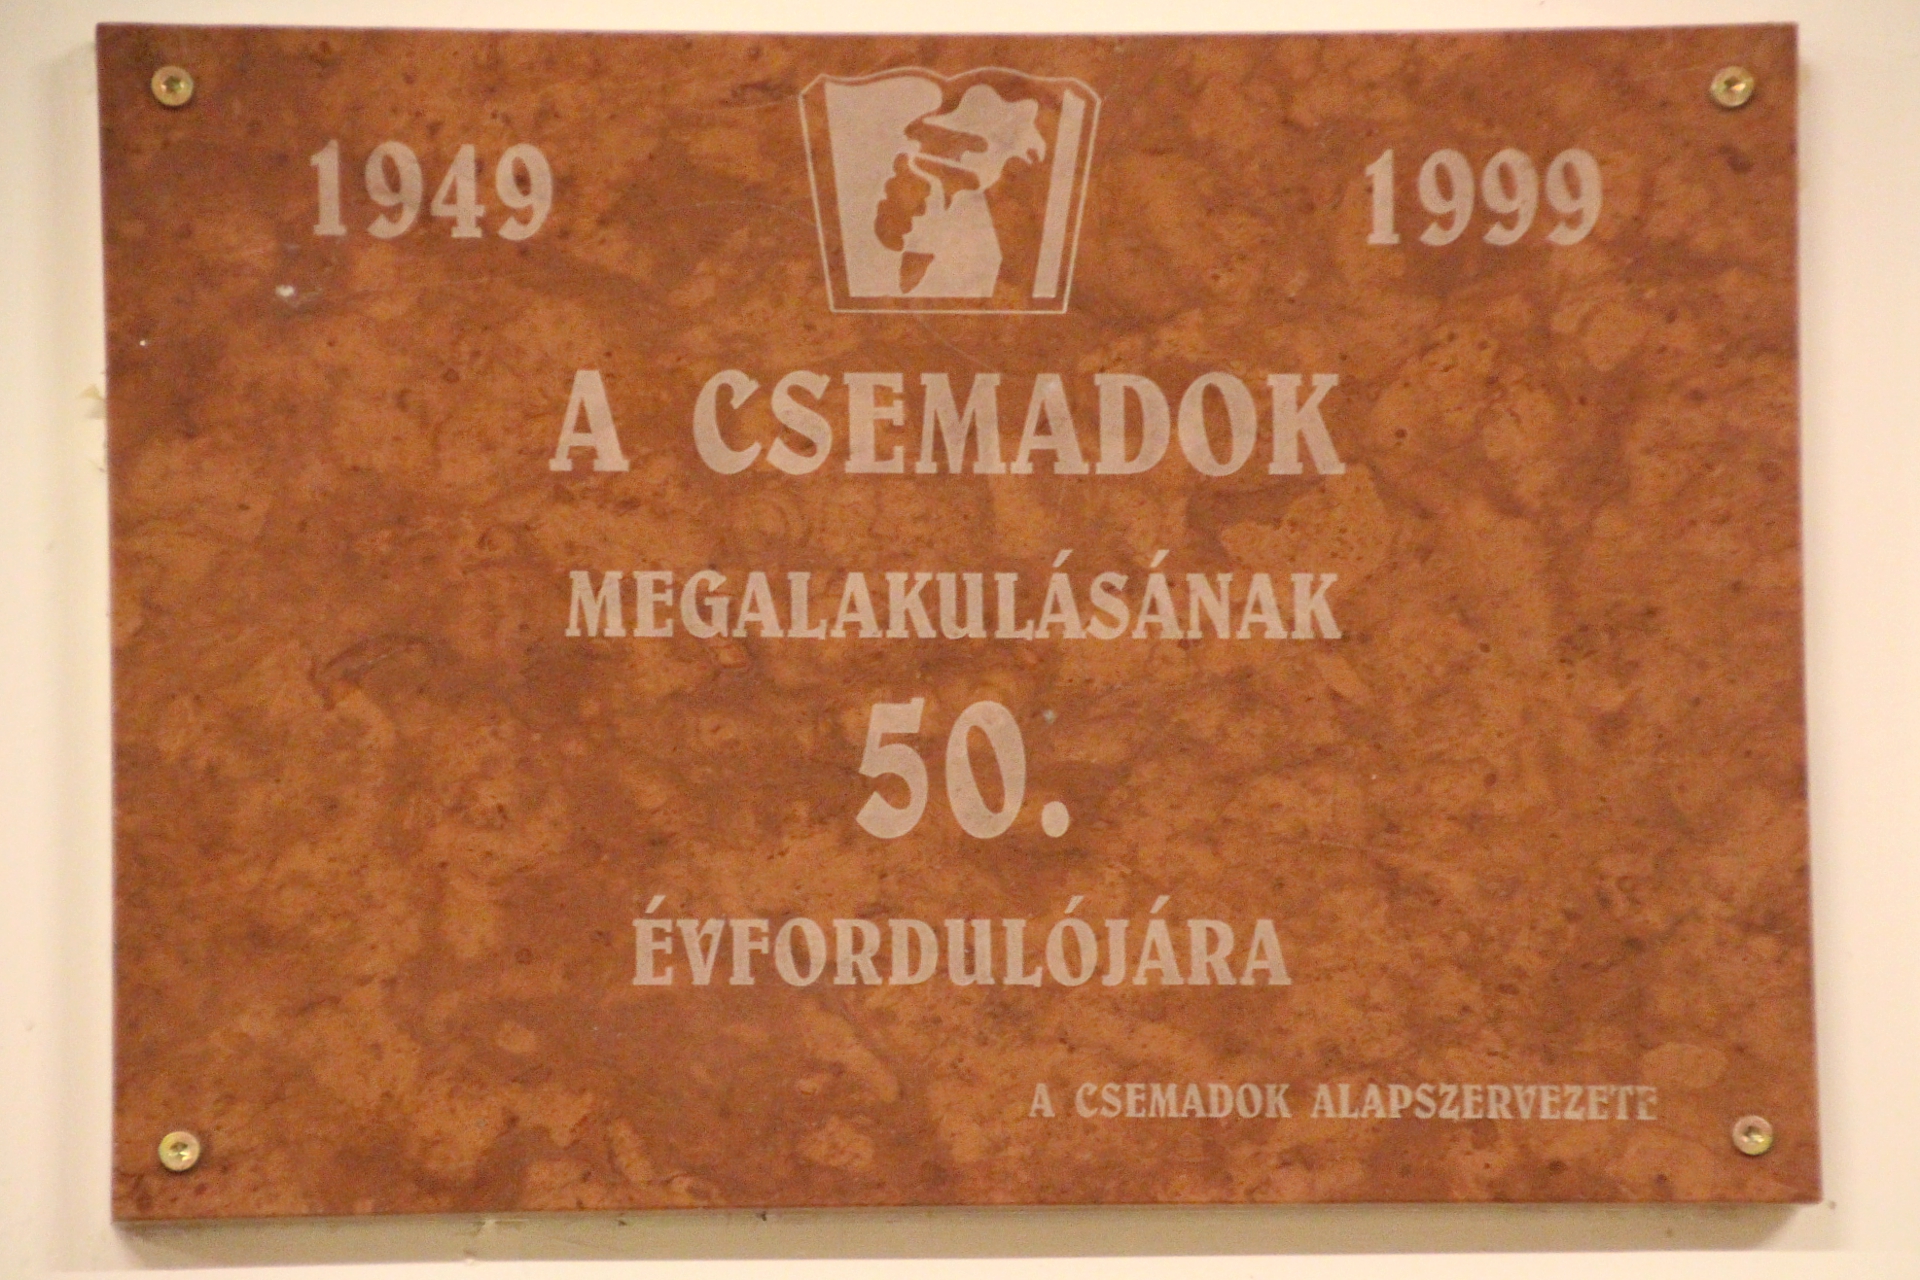 1949 1999
A CSEMADOK
MEGALAKULÁSÁNAK
50.
ÉVFORDULÓJÁRA
A CSEMADOK ALAPSZERVEZETE